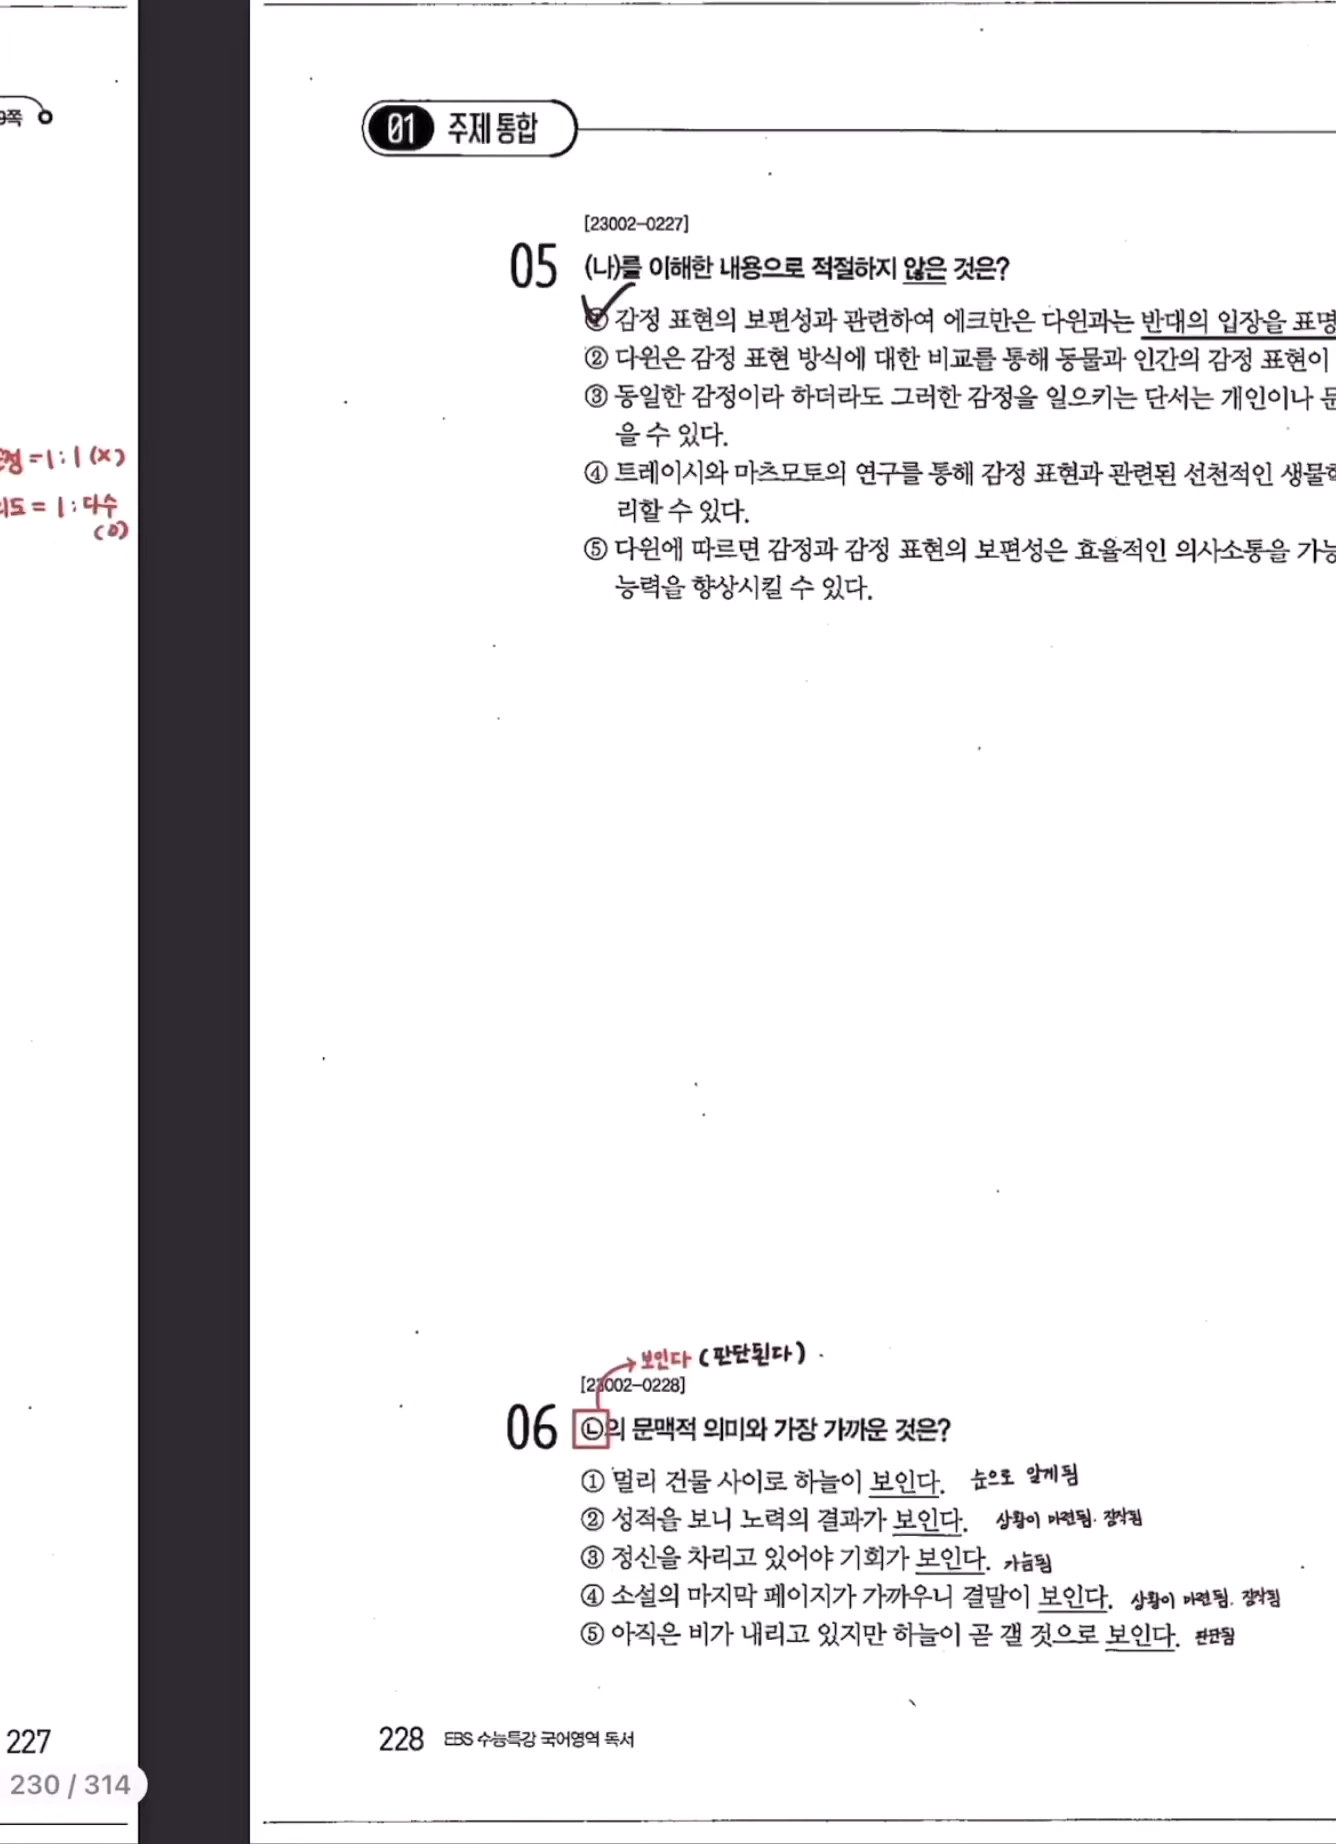 9쪽
=1:1 (X)
= 1:다수
(O)
227
230 / 314
01 주제 통합
[23002-0227]
05 (나)를 이해한 내용으로 적절하지 않은 것은?
① 감정 표현의 보편성과 관련하여 에크만은 다윈과는 반대의 입장을 표명
② 다윈은 감정 표현 방식에 대한 비교를 통해 동물과 인간의 감정 표현이
③ 동일한 감정이라 하더라도 그러한 감정을 일으키는 단서는 개인이나
을 수 있다.
④ 트레이시와 마츠모토의 연구를 통해 감정 표현과 관련된 선천적인 생물학
리할 수 있다.
⑤ 다윈에 따르면 감정과 감정 표현의 보편성은 효율적인 의사소통을 가능
능력을 향상시킬 수 있다.
보인다 (판단된다).
[23002-0228]
06 ㉡의 문맥적 의미와 가장 가까운 것은?
① 멀리 건물 사이로 하늘이 보인다. 눈으로 알게됨
② 성적을 보니 노력의 결과가 보인다. 상황이 마련됨. 짐작됨
③ 정신을 차리고 있어야 기회가 보인다. 가늠됨
④ 소설의 마지막 페이지가 가까우니 결말이 보인다. 상황이 마련됨. 짐작됨
⑤ 아직은 비가 내리고 있지만 하늘이 곧 갤 것으로 보인다. 판단됨
228 EBS 수능특강 국어영역 독서